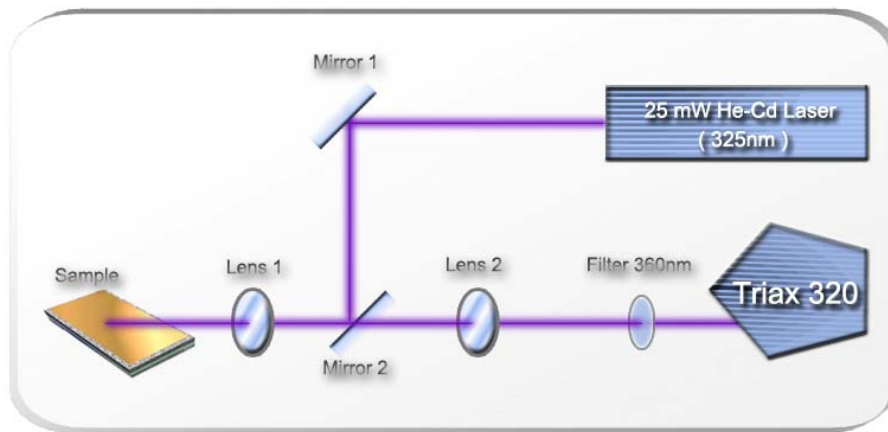 Mirror 1
25 mW He-Cd Laser
( 325nm )
Sample
Lens 1
Lens 2
Filter 360nm
Triax 320
Mirror 2